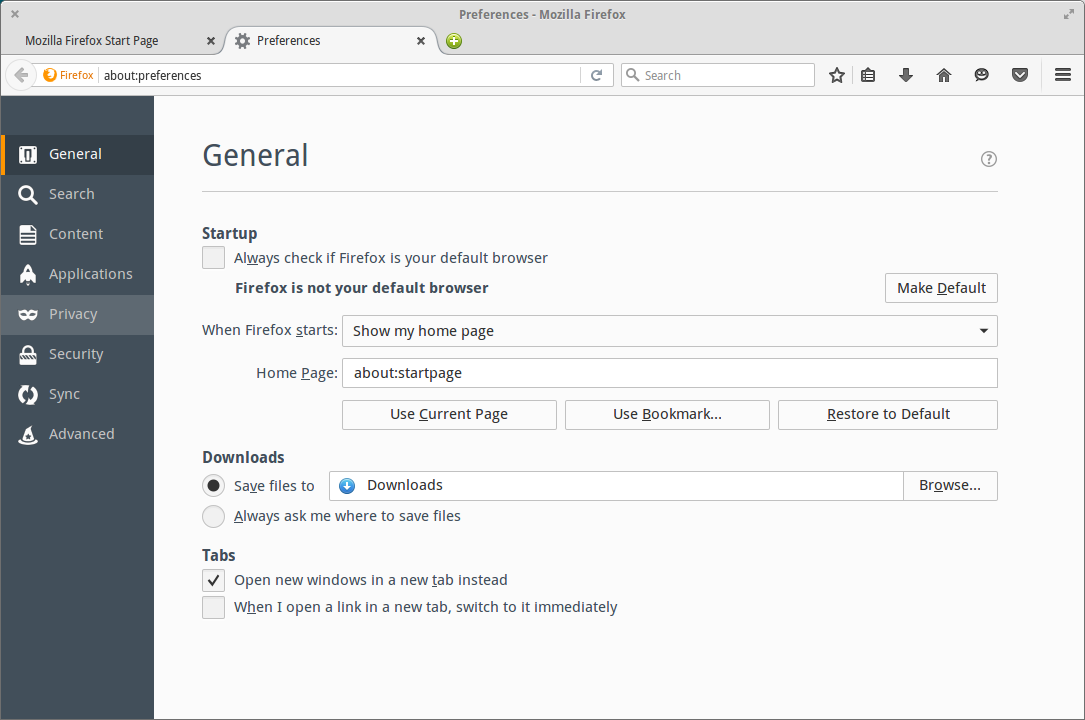 Preferences - Mozilla Firefox
Mozilla Firefox Start Page
Preferences
Firefox
about:preferences
Search
General
Search
Content
Applications
Privacy
Security
Sync
Advanced
General
?
Startup
Always check if Firefox is your default browser
Firefox is not your default browser
Make Default
When Firefox starts: Show my home page
Home Page: about:startpage
Use Current Page
Use Bookmark...
Restore to Default
Downloads
Save files to Downloads Browse...
Always ask me where to save files
Tabs
Open new windows in a new tab instead
When I open a link in a new tab, switch to it immediately